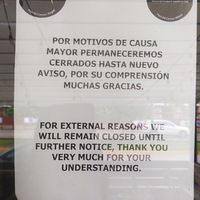 POR MOTIVOS DE CAUSA
MAYOR PERMANECEREMOS
CERRADOS HASTA NUEVO
AVISO, POR SU COMPRENSIÓN
MUCHAS GRACIAS.
FOR EXTERNAL REASONS WE
WILL REMAIN CLOSED UNTIL
FURTHER NOTICE, THANK YOU
VERY MUCH FOR YOUR
UNDERSTANDING.